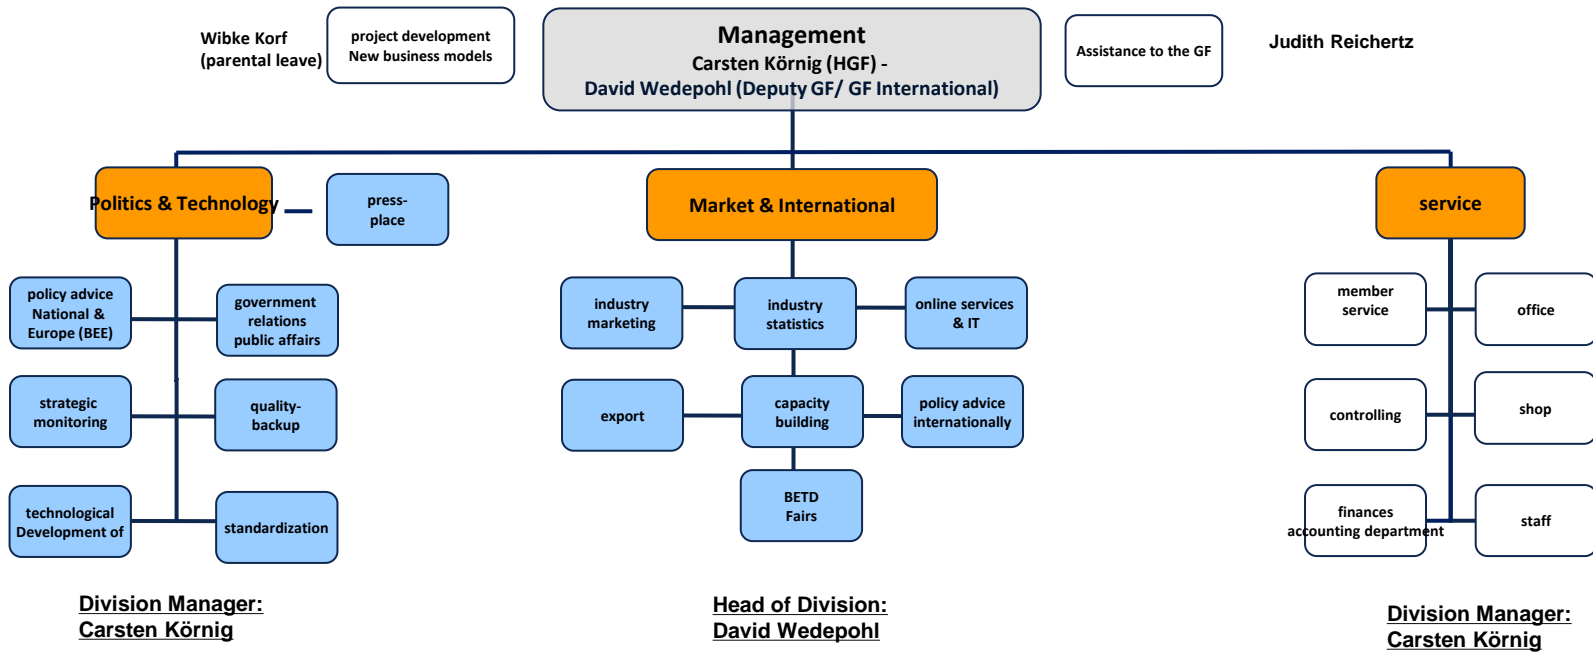 Wibke Korf
(parental leave)
project development
New business models
Management
Carsten Körnig (HGF) -
David Wedepohl (Deputy GF/ GF International)
Assistance to the GF
Judith Reichertz
Politics & Technology
press-
place
Market & International
service
policy advice
National &
Europe (BEE)
government
relations
public affairs
industry
marketing
industry
statistics
online services
& IT
member
service
office
strategic
monitoring
quality-
backup
export
capacity
building
policy advice
internationally
controlling
shop
technological
Development of
standardization
BETD
Fairs
finances
accounting department
staff
Division Manager:
Carsten Körnig
Head of Division:
David Wedepohl
Division Manager:
Carsten Körnig